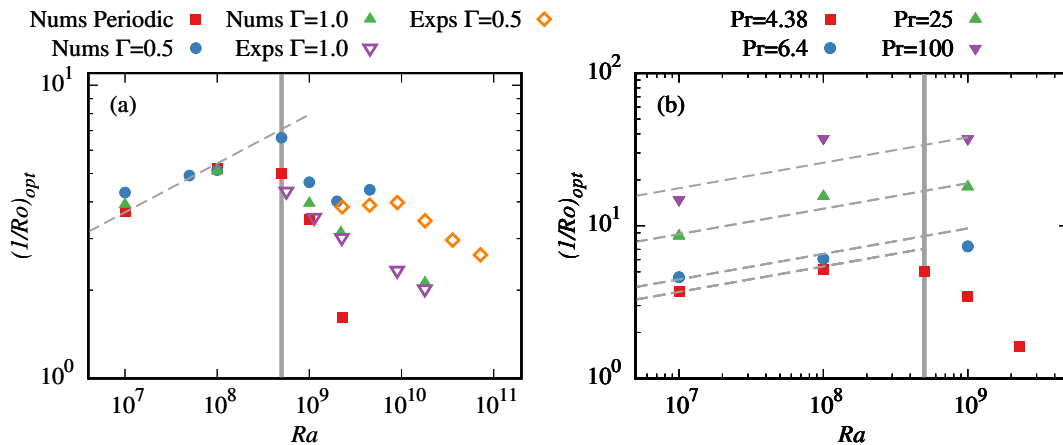 Nums Periodic Nums Γ=1.0 Exps Γ=0.5
Nums Γ=0.5 Exps Γ=1.0
(a)
10^1
10^0
(1/Ro)opt
10^7 10^8 10^9 10^10 10^11
Ra
Pr=4.38 Pr=25
Pr=6.4 Pr=100
(b)
10^2
10^1
10^0
(1/Ro)opt
10^7 10^8 10^9
Ra